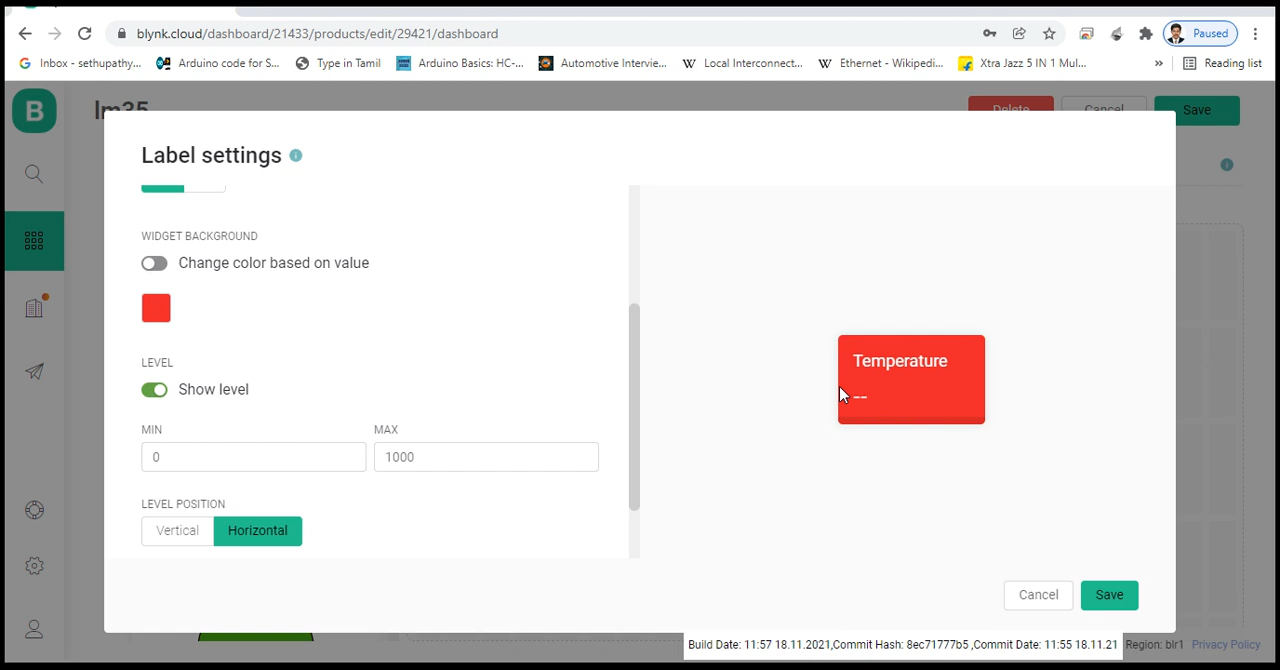 blynk.cloud/dashboard/21433/products/edit/29421/dashboard
Paused
Inbox - sethupathy...
Arduino code for S...
Type in Tamil
Arduino Basics: HC-...
Automotive Intervie...
Local Interconnect...
Ethernet - Wikipedi...
Xtra Jazz 5 IN 1 Mul...
»
Reading list
B
lm35
Delete
Cancel
Save
Label settings
WIDGET BACKGROUND
Change color based on value
LEVEL
Show level
MIN
MAX
0
1000
LEVEL POSITION
Vertical
Horizontal
Temperature
--
Cancel
Save
Build Date: 11:57 18.11.2021,Commit Hash: 8ec71777b5 ,Commit Date: 11:55 18.11.21
Region: blr1
Privacy Policy